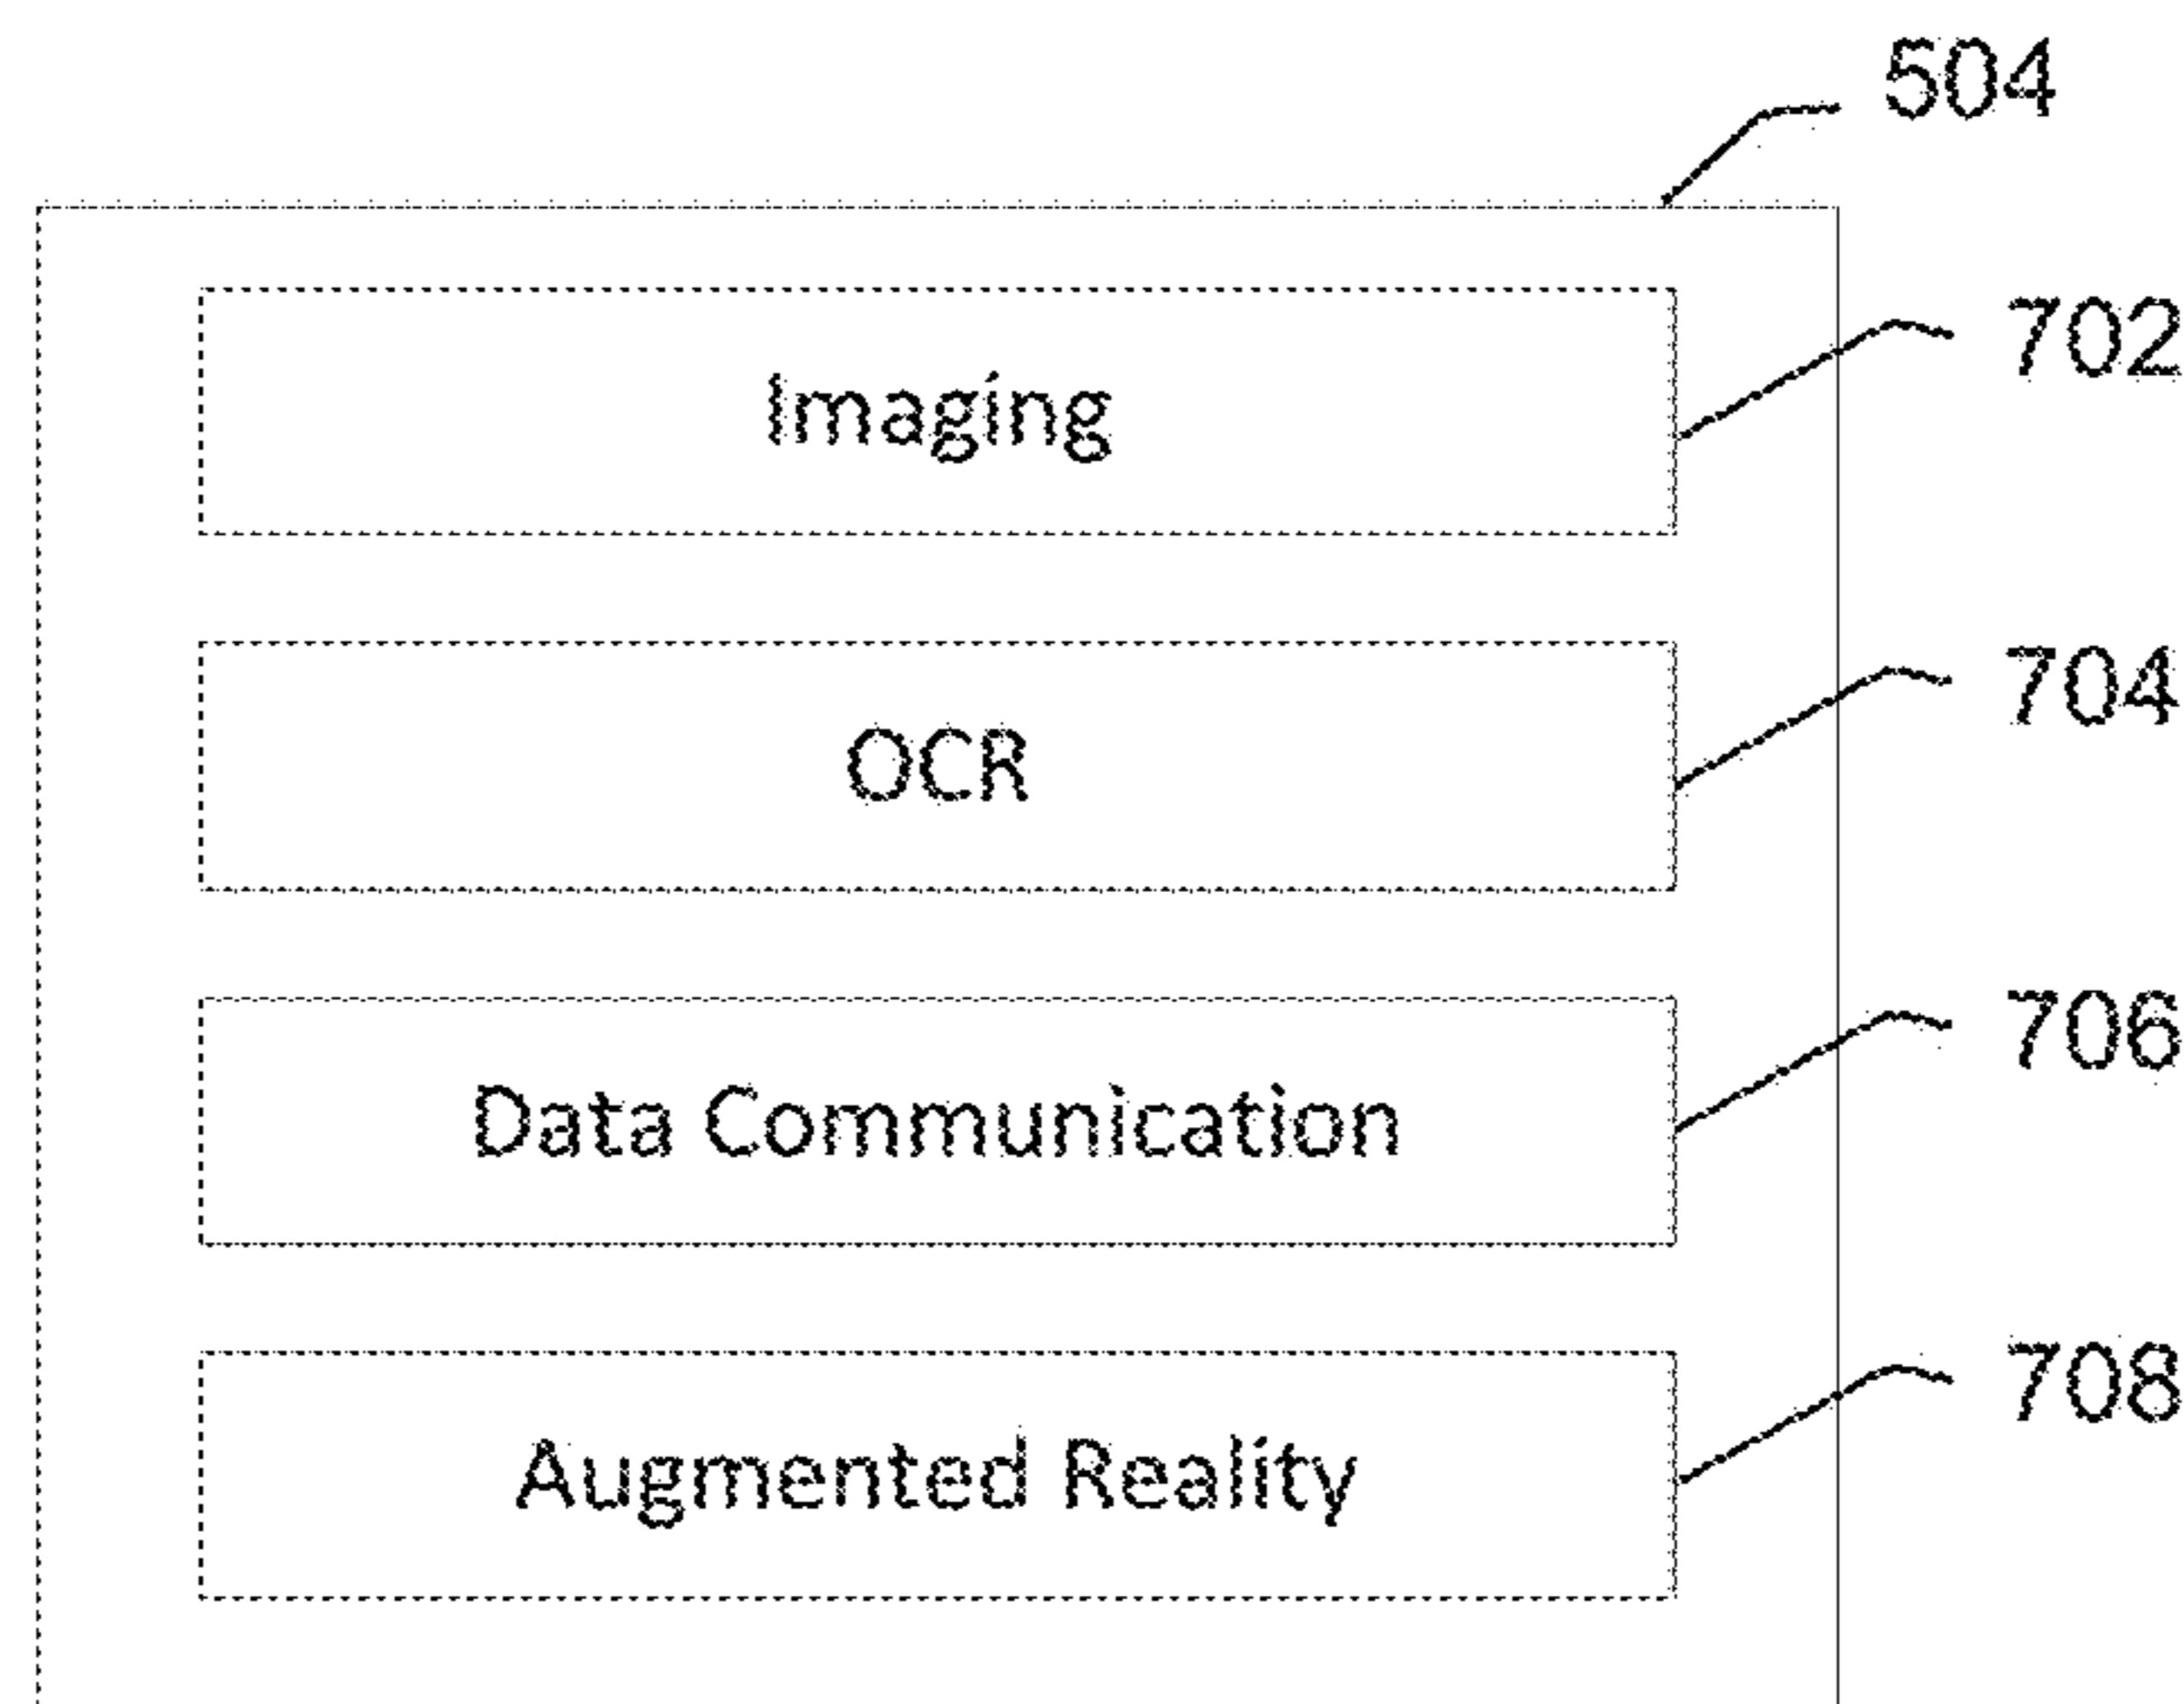 504
Imaging
702
OCR
704
Data Communication
706
Augmented Reality
708